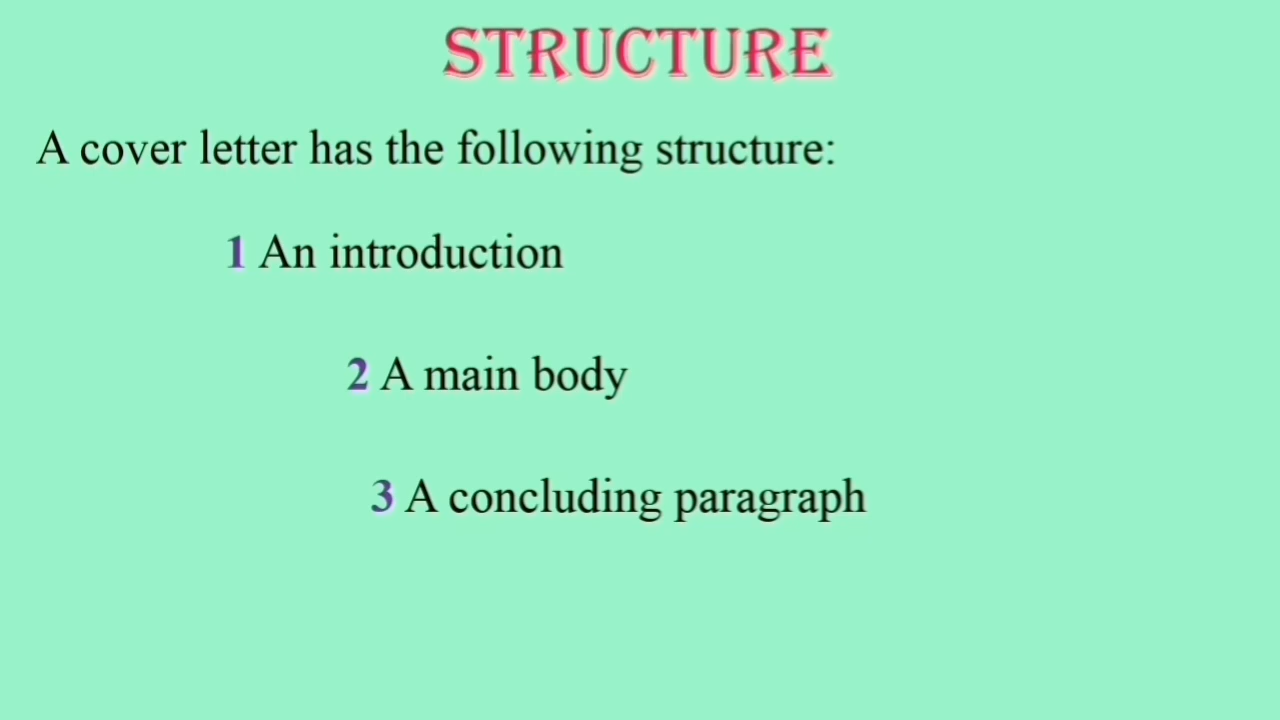 STRUCTURE
A cover letter has the following structure:
1 An introduction
2 A main body
3 A concluding paragraph